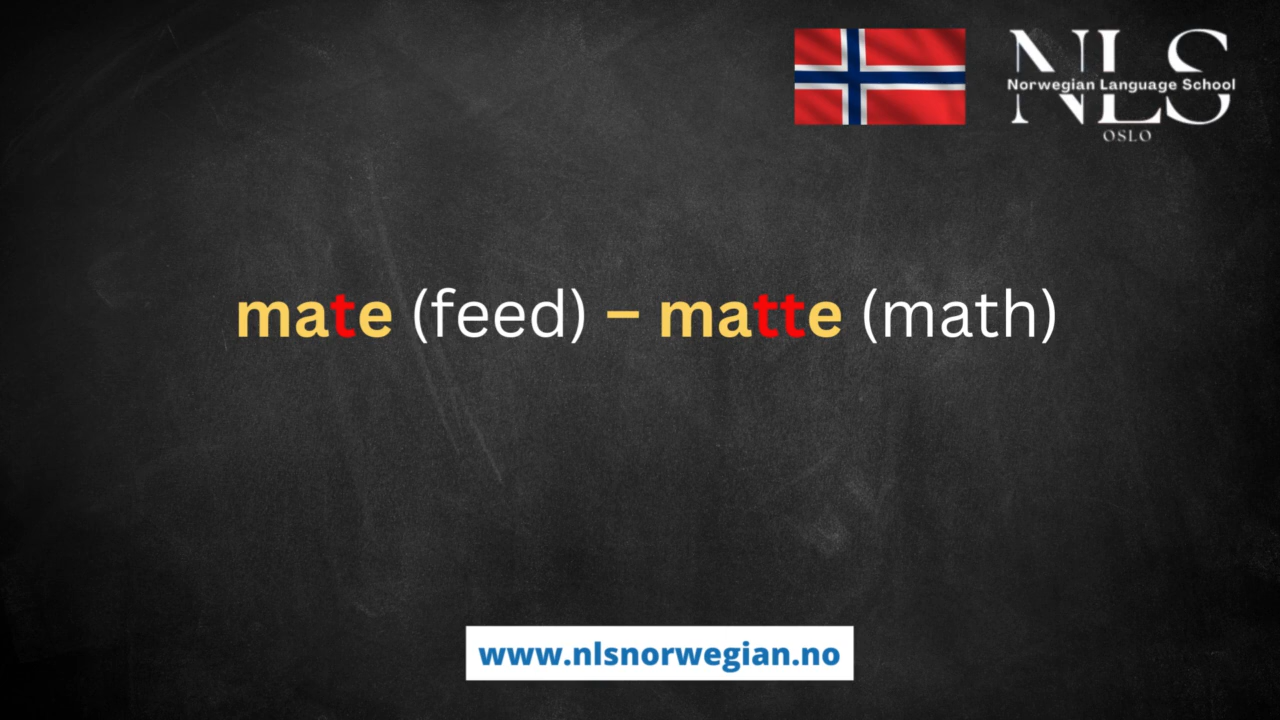 NLS
Norwegian Language School
OSLO
mate (feed) – matte (math)
www.nlsnorwegian.no